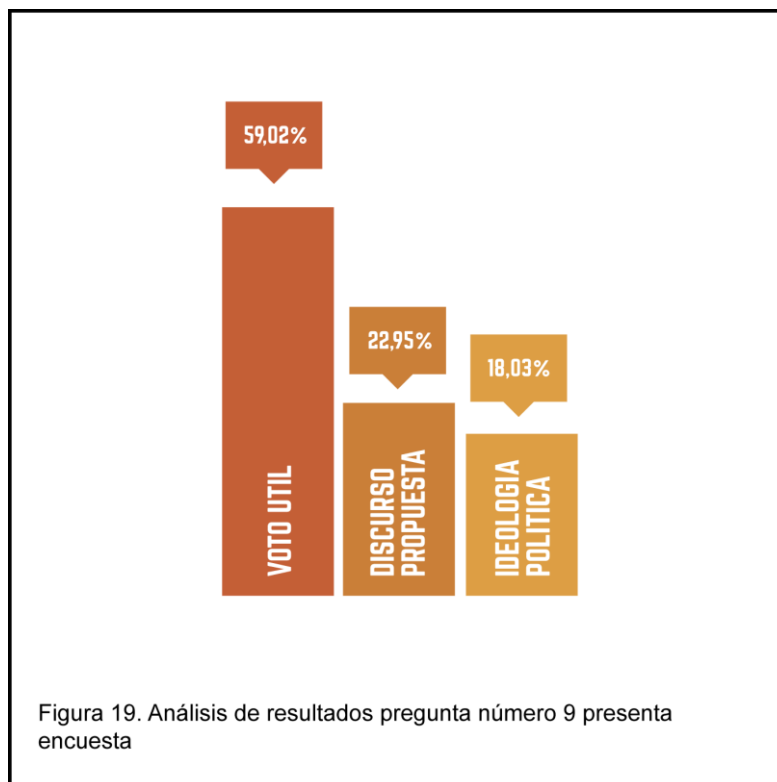 59,02%
22,95%
18,03%
VOTO UTIL
DISCURSO
PROPUESTA
IDEOLOGIA
POLITICA
Figura 19. Análisis de resultados pregunta número 9 presenta
encuesta